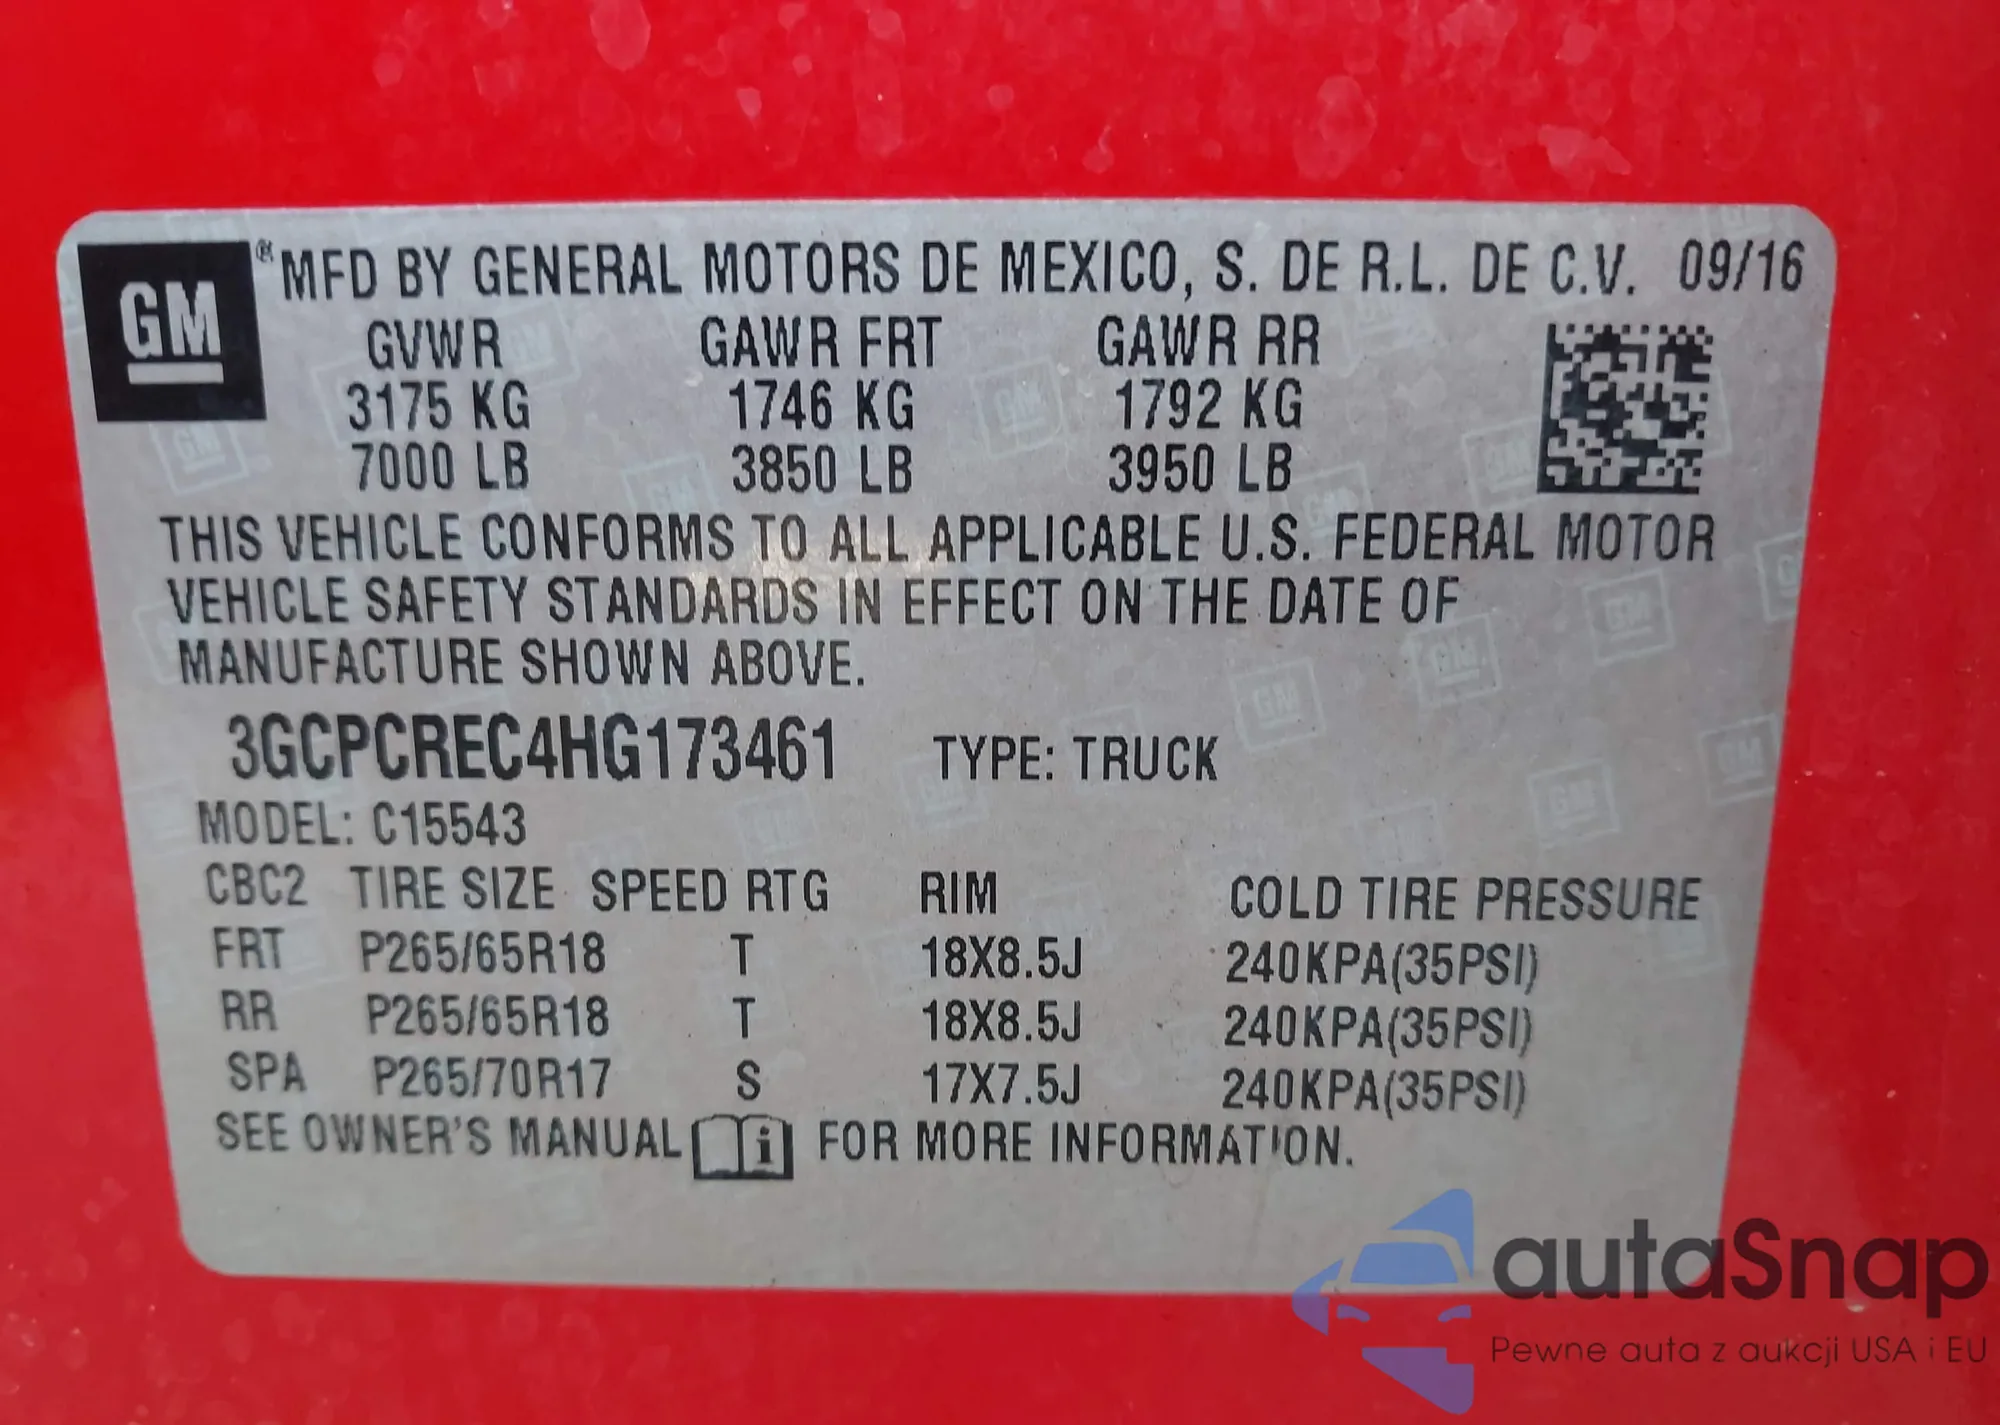 GM
® MFD BY GENERAL MOTORS DE MEXICO, S. DE R.L. DE C.V. 09/16
GVWR GAWR FRT GAWR RR
3175 KG 1746 KG 1792 KG
7000 LB 3850 LB 3950 LB
THIS VEHICLE CONFORMS TO ALL APPLICABLE U.S. FEDERAL MOTOR
VEHICLE SAFETY STANDARDS IN EFFECT ON THE DATE OF
MANUFACTURE SHOWN ABOVE.
3GCPCREC4HG173461 TYPE: TRUCK
MODEL: C15543
CBC2 TIRE SIZE SPEED RTG RIM COLD TIRE PRESSURE
FRT P265/65R18 T 18X8.5J 240KPA(35PSI)
RR P265/65R18 T 18X8.5J 240KPA(35PSI)
SPA P265/70R17 S 17X7.5J 240KPA(35PSI)
SEE OWNER'S MANUAL i FOR MORE INFORMATION.
autaSnap
Pewne auta z aukcji USA i EU